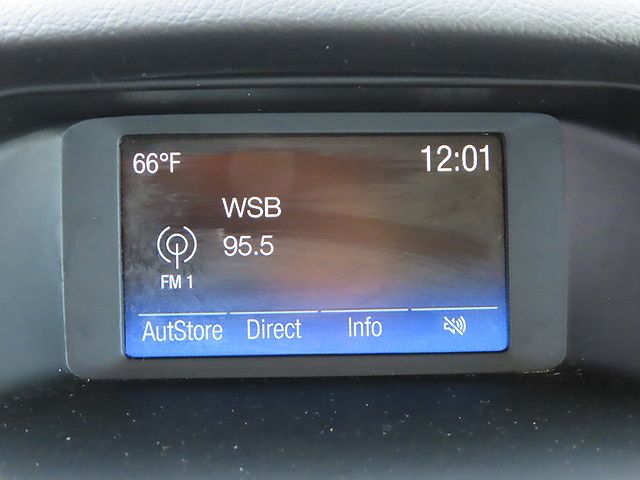 66°F 12:01
WSB
95.5
FM 1
AutStore Direct Info